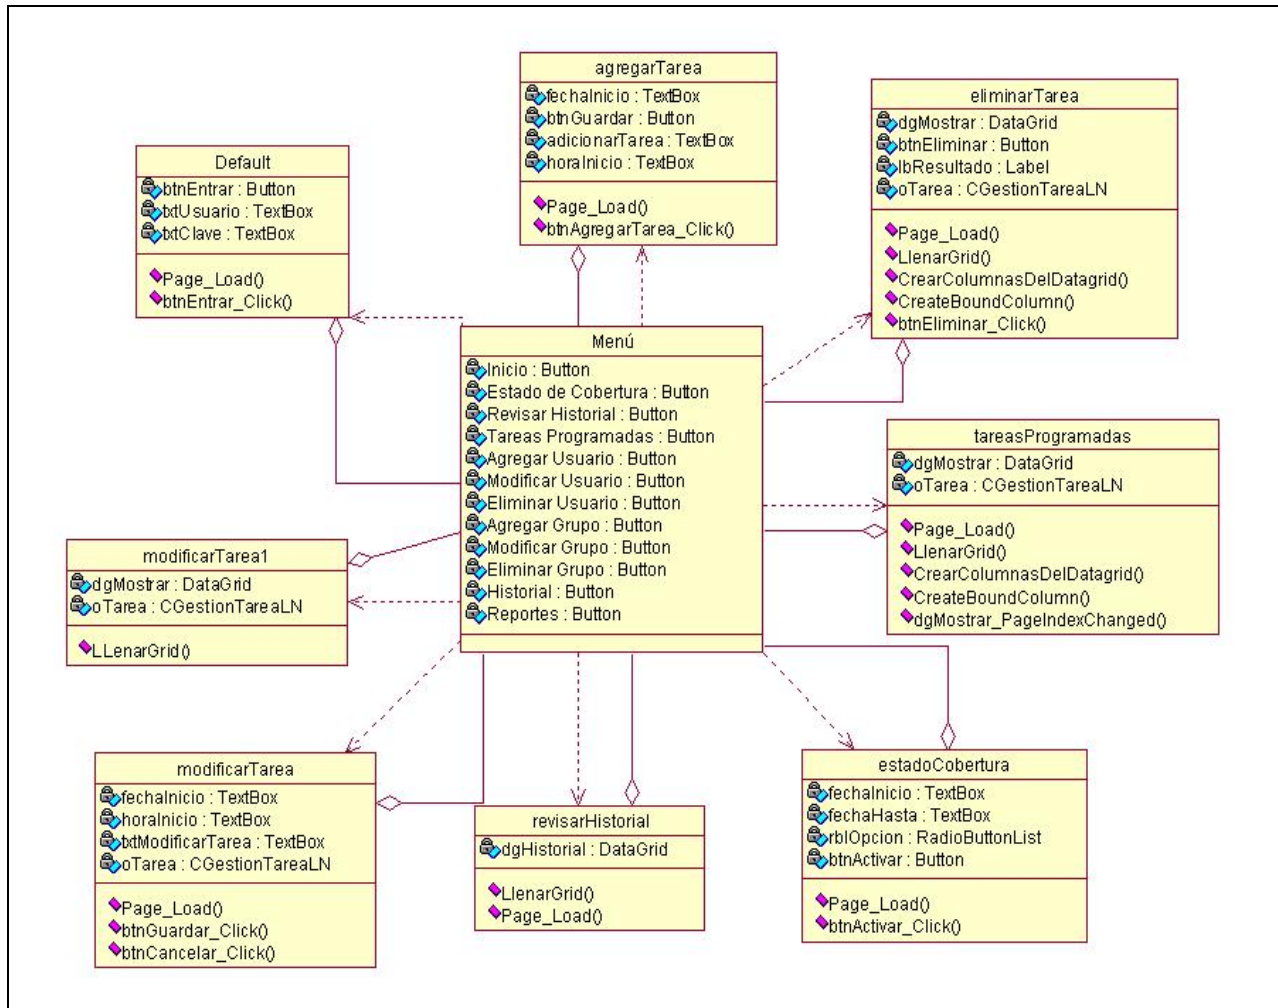 agregarTarea
fechaInicio : TextBox
btnGuardar : Button
adicionarTarea : TextBox
horaInicio : TextBox
Page_Load()
btnAgregarTarea_Click()
eliminarTarea
dgMostrar : DataGrid
btnEliminar : Button
lbResultado : Label
oTarea : CGestionTareaLN
Page_Load()
LlenarGrid()
CrearColumnasDelDatagrid()
CreateBoundColumn()
btnEliminar_Click()
Default
btnEntrar : Button
txtUsuario : TextBox
txtClave : TextBox
Page_Load()
btnEntrar_Click()
Menú
Inicio : Button
Estado de Cobertura : Button
Revisar Historial : Button
Tareas Programadas : Button
Agregar Usuario : Button
Modificar Usuario : Button
Eliminar Usuario : Button
Agregar Grupo : Button
Modificar Grupo : Button
Eliminar Grupo : Button
Historial : Button
Reportes : Button
tareasProgramadas
dgMostrar : DataGrid
oTarea : CGestionTareaLN
Page_Load()
LlenarGrid()
CrearColumnasDelDatagrid()
CreateBoundColumn()
dgMostrar_PageIndexChanged()
modificarTarea1
dgMostrar : DataGrid
oTarea : CGestionTareaLN
LLenarGrid()
modificarTarea
fechaInicio : TextBox
horaInicio : TextBox
txtModificarTarea : TextBox
oTarea : CGestionTareaLN
Page_Load()
btnGuardar_Click()
btnCancelar_Click()
revisarHistorial
dgHistorial : DataGrid
LlenarGrid()
Page_Load()
estadoCobertura
fechaInicio : TextBox
fechaHasta : TextBox
rblOpcion : RadioButtonList
btnActivar : Button
Page_Load()
btnActivar_Click()